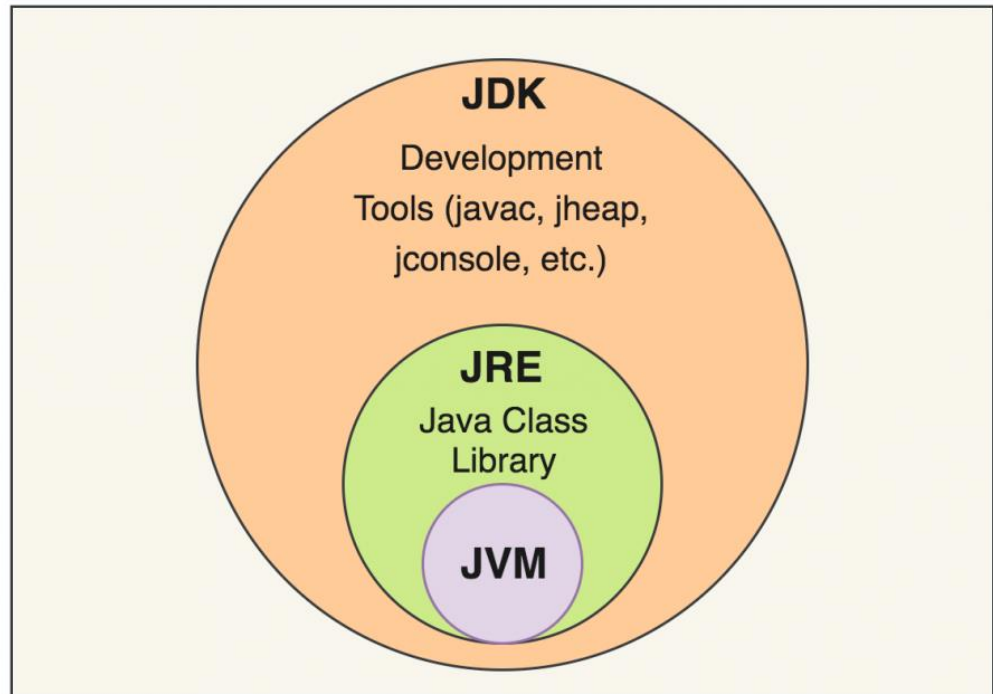 JDK
Development
Tools (javac, jheap,
jconsole, etc.)
JRE
Java Class
Library
JVM